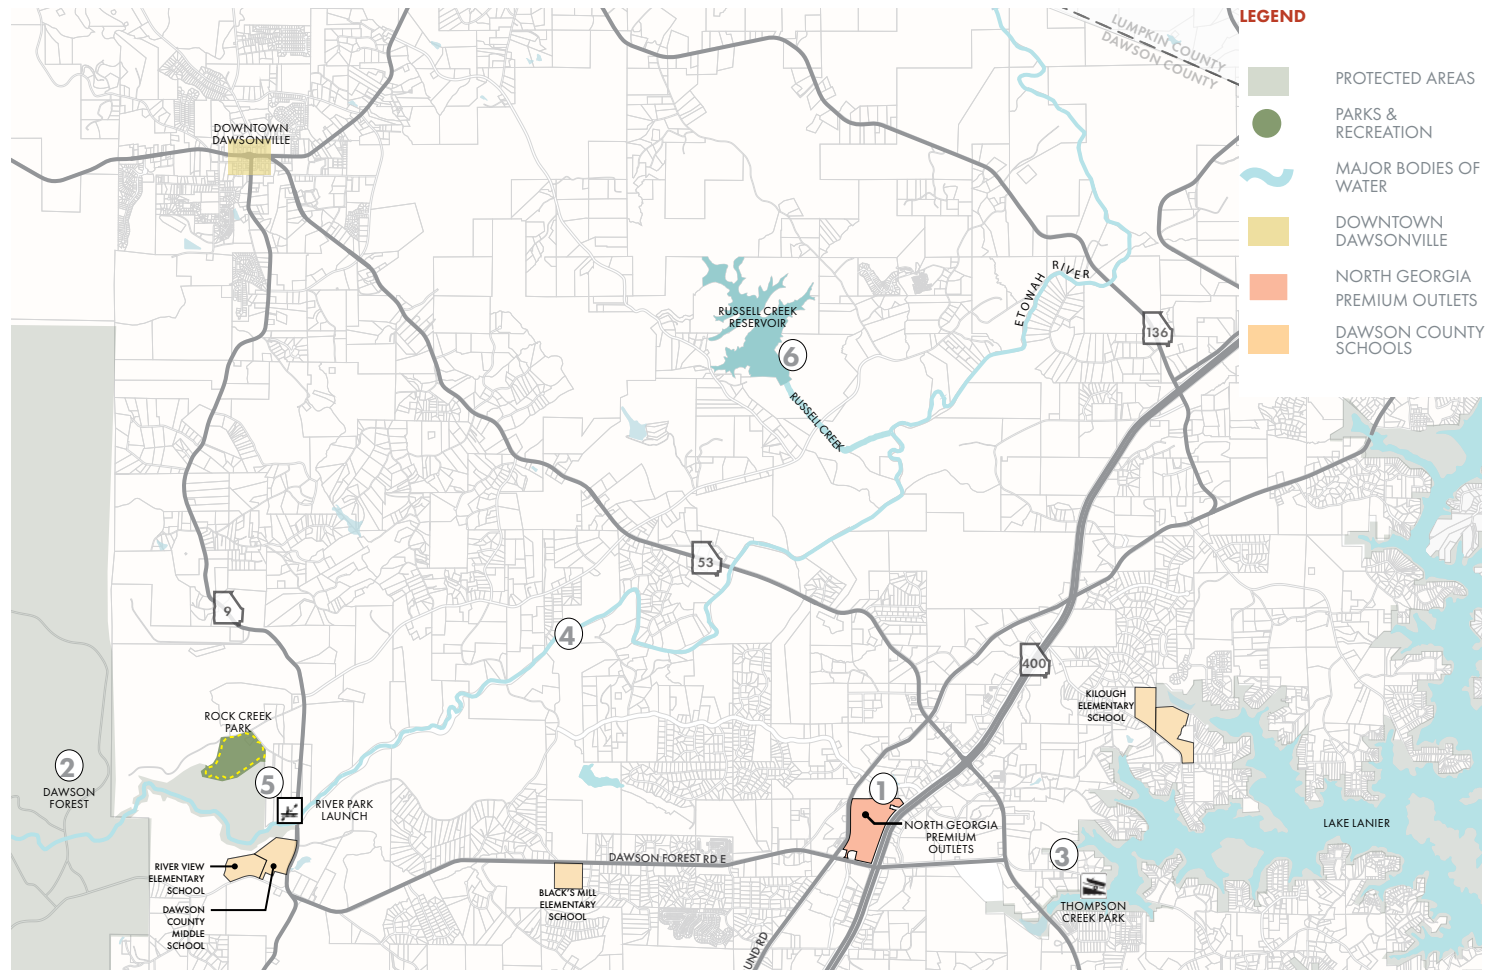 LEGEND
LUMPKIN COUNTY
DAWSON COUNTY
PROTECTED AREAS
PARKS &
RECREATION
MAJOR BODIES OF
WATER
DOWNTOWN
DAWSONVILLE
NORTH GEORGIA
PREMIUM OUTLETS
DAWSON COUNTY
SCHOOLS
DOWNTOWN
DAWSONVILLE
ETOWAH RIVER
RUSSELL CREEK
RESERVOIR
6
136
RUSSELL CREEK
53
9
4
400
KILOUGH
ELEMENTARY
SCHOOL
ROCK CREEK
PARK
2
DAWSON
FOREST
5
RIVER PARK
LAUNCH
1
NORTH GEORGIA
PREMIUM
OUTLETS
LAKE LANIER
3
DAWSON FOREST RD E
RIVER VIEW
ELEMENTARY
SCHOOL
BLACK'S MILL
ELEMENTARY
SCHOOL
DAWSON
COUNTY
MIDDLE
SCHOOL
THOMPSON
CREEK PARK
UND RD